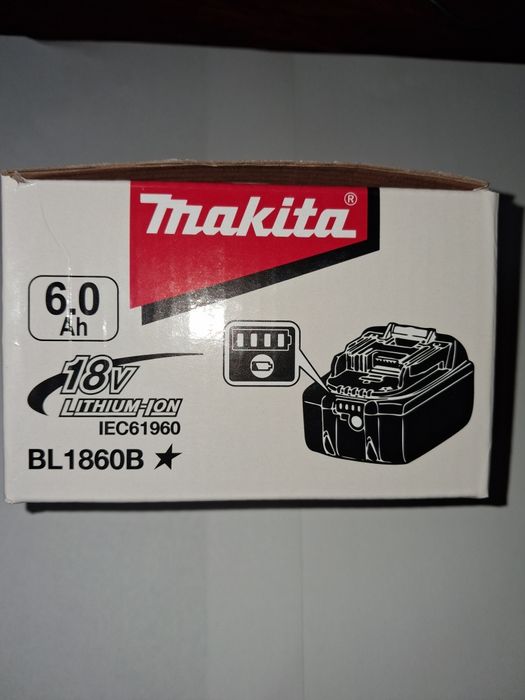 makita®
6.0
Ah
18V
LITHIUM-ION
IEC61960
BL1860B ★